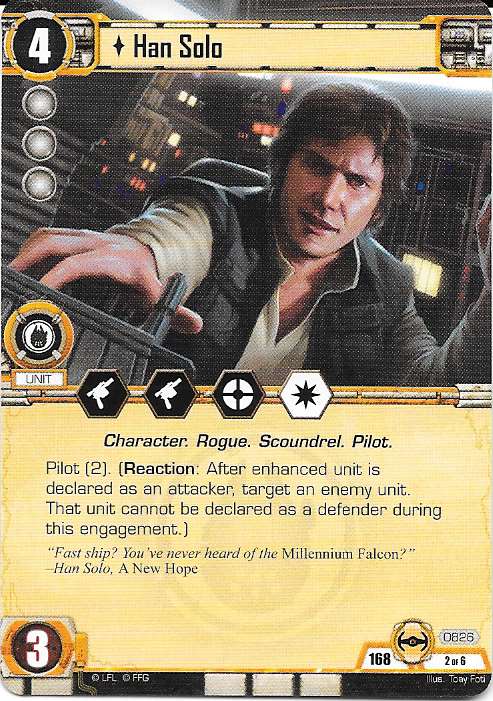 4
Han Solo
UNIT
Character. Rogue. Scoundrel. Pilot.
Pilot (2). (Reaction: After enhanced unit is
declared as an attacker, target an enemy unit.
That unit cannot be declared as a defender during
this engagement.)
“Fast ship? You've never heard of the Millennium Falcon?”
–Han Solo, A New Hope
3
© LFL © FFG
168
2 OF 6
0826
Illus. Tony Foti